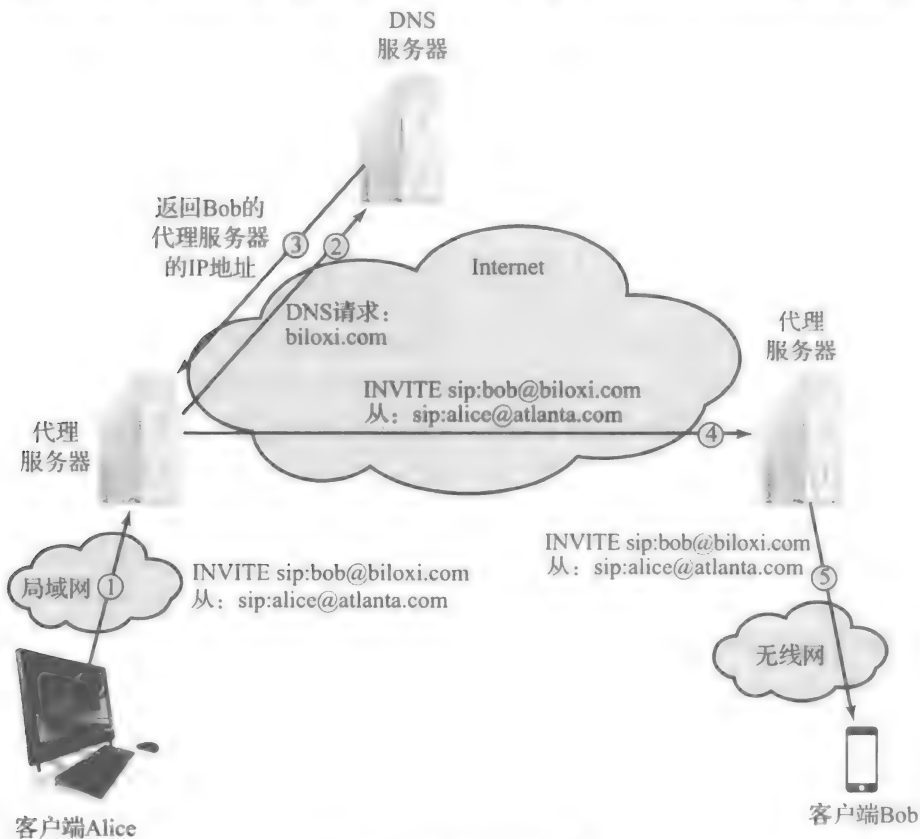 DNS
服务器
返回Bob的
代理服务器
的IP地址
③
②
Internet
DNS请求：
biloxi.com
代理
服务器
INVITE sip:bob@biloxi.com
从：sip:alice@atlanta.com
④
代理
服务器
INVITE sip:bob@biloxi.com
从：sip:alice@atlanta.com
⑤
局域网
①
INVITE sip:bob@biloxi.com
从：sip:alice@atlanta.com
无线网
客户端Alice
客户端Bob